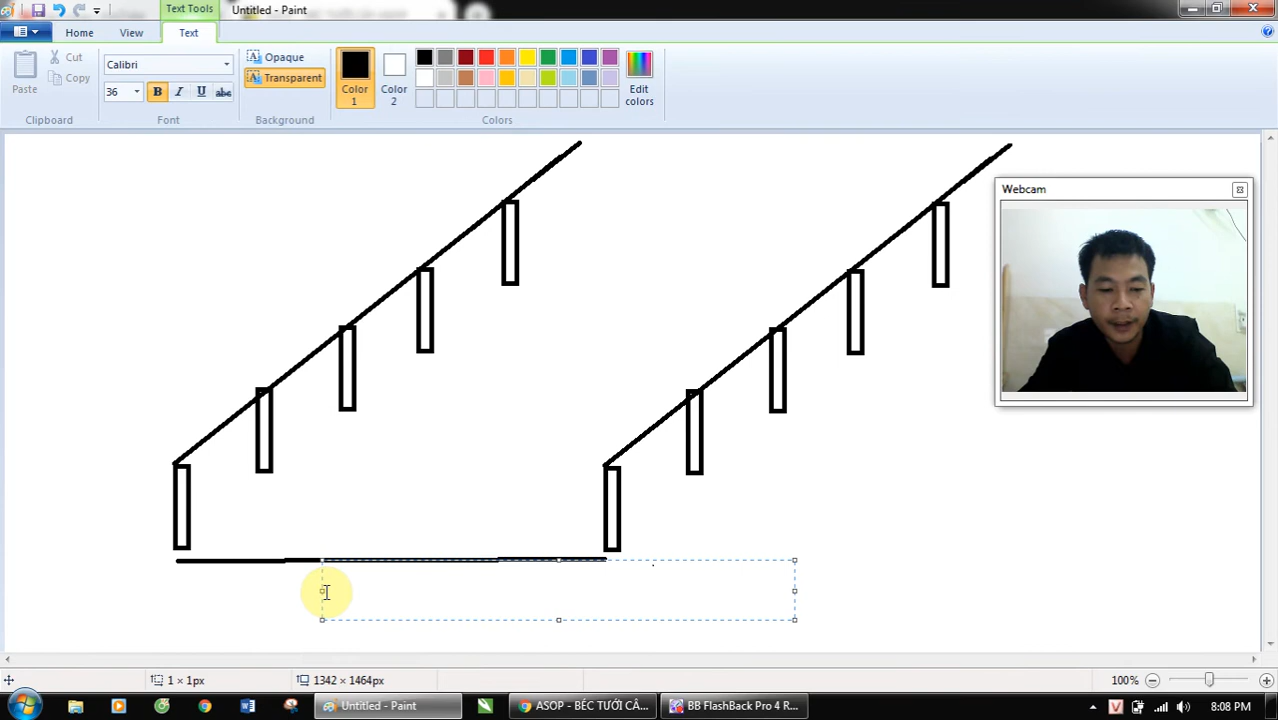 Text Tools
Untitled - Paint
Home View Text
Paste
Cut
Copy
Clipboard
Calibri
36 B I U abc
Font
Opaque
Transparent
Background
Color 1
Color 2
Edit colors
Colors
Webcam
1 × 1px
1342 × 1464px
100%
Untitled - Paint
ASOP - BÉC TƯỚI CÂ...
BB FlashBack Pro 4 R...
V
8:08 PM